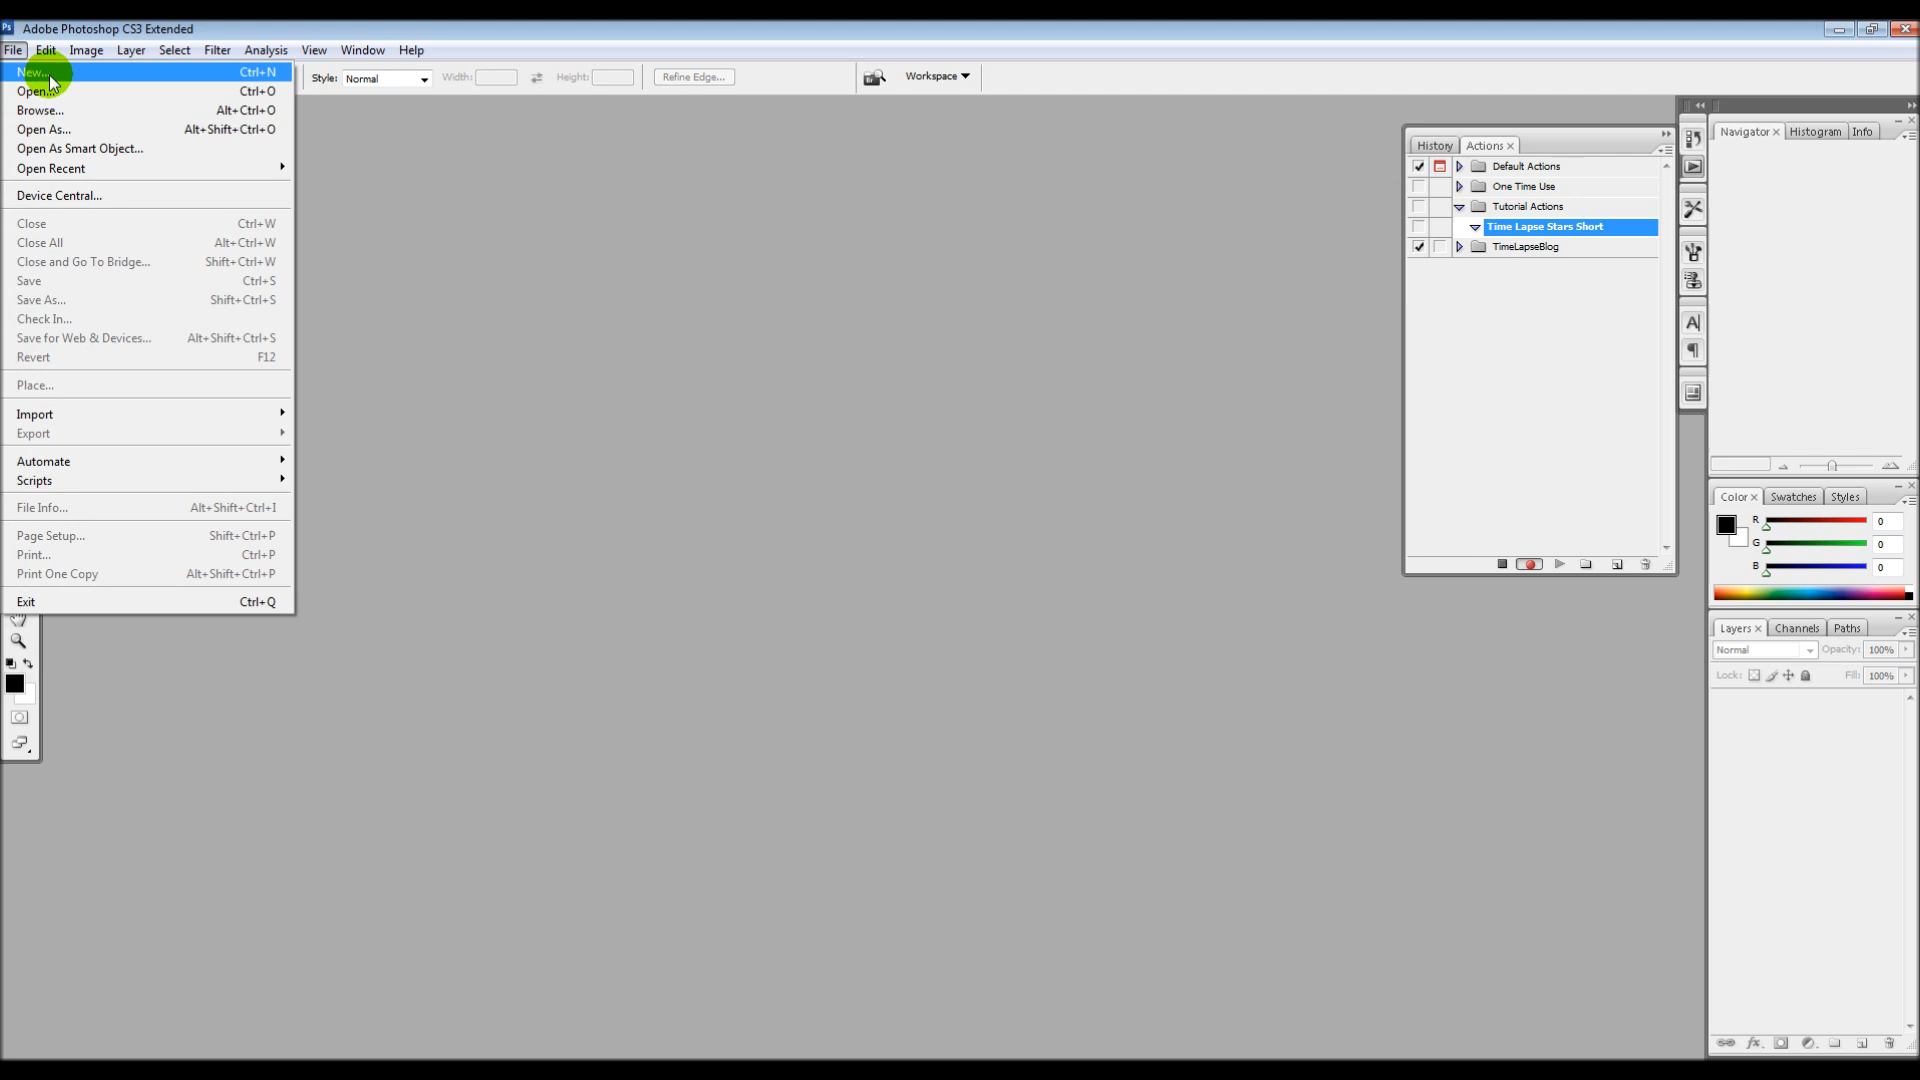 Ps Adobe Photoshop CS3 Extended
File Edit Image Layer Select Filter Analysis View Window Help
Style: Normal Width: Height: Refine Edge... Workspace
New... Ctrl+N
Open... Ctrl+O
Browse... Alt+Ctrl+O
Open As... Alt+Shift+Ctrl+O
Open As Smart Object...
Open Recent
Device Central...
Close Ctrl+W
Close All Alt+Ctrl+W
Close and Go To Bridge... Shift+Ctrl+W
Save Ctrl+S
Save As... Shift+Ctrl+S
Check In...
Save for Web & Devices... Alt+Shift+Ctrl+S
Revert F12
Place...
Import
Export
Automate
Scripts
File Info... Alt+Shift+Ctrl+I
Page Setup... Shift+Ctrl+P
Print... Ctrl+P
Print One Copy Alt+Shift+Ctrl+P
Exit Ctrl+Q
History Actions
Default Actions
One Time Use
Tutorial Actions
Time Lapse Stars Short
TimeLapseBlog
Navigator Histogram Info
Color Swatches Styles
R 0
G 0
B 0
Layers Channels Paths
Normal Opacity: 100%
Lock: Fill: 100%